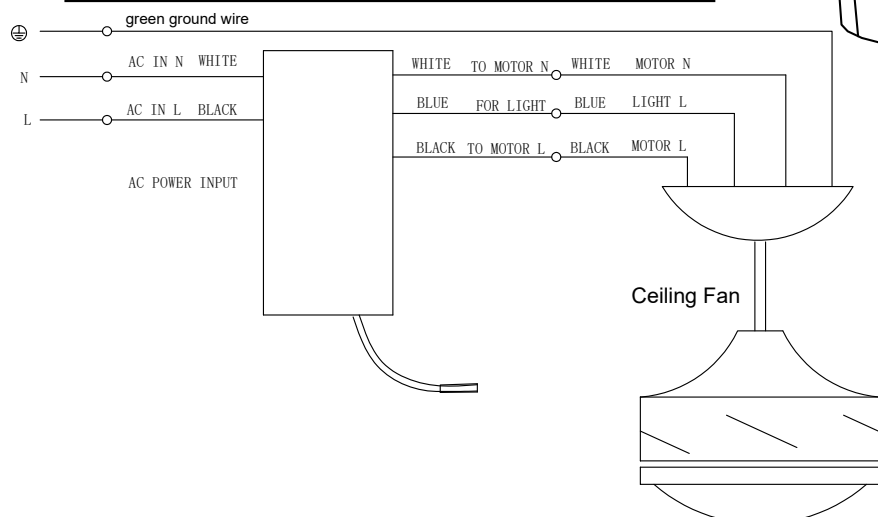 green ground wire
N AC IN N WHITE WHITE TO MOTOR N WHITE MOTOR N
L AC IN L BLACK BLUE FOR LIGHT BLUE LIGHT L
BLACK TO MOTOR L BLACK MOTOR L
AC POWER INPUT
Ceiling Fan